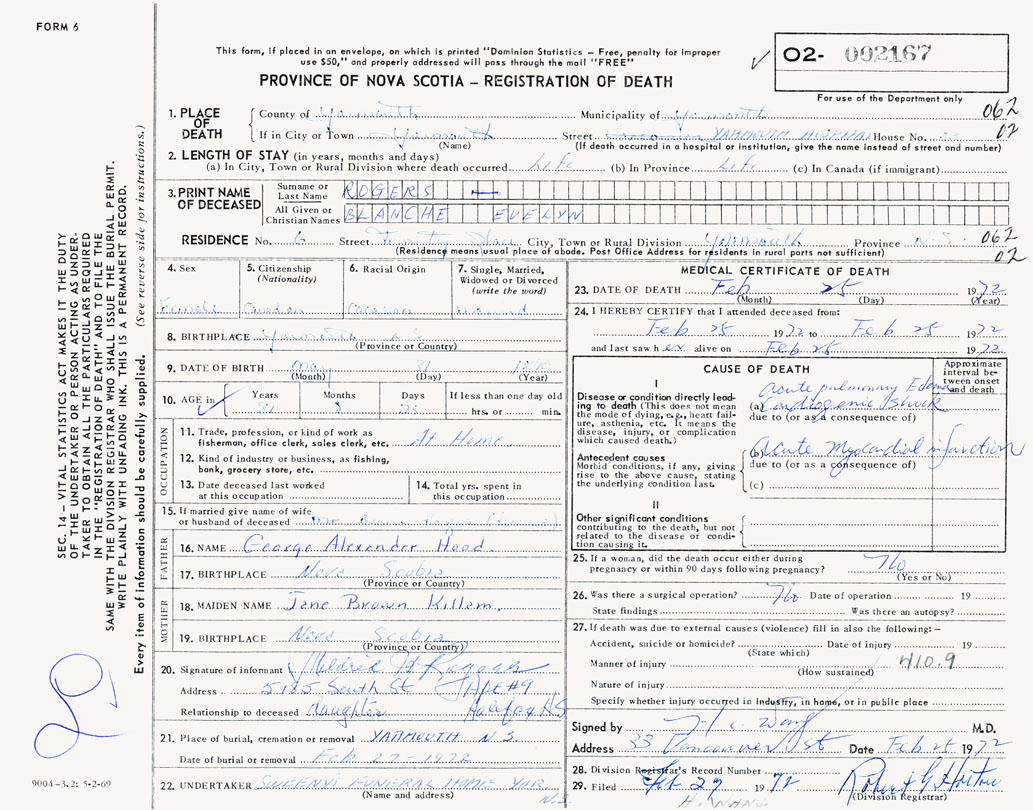 FORM 6
This form, if placed in an envelope, on which is printed "Dominion Statistics – Free, penalty for improper
use $50," and properly addressed will pass through the mail "FREE"
PROVINCE OF NOVA SCOTIA – REGISTRATION OF DEATH
O2- 002167
For use of the Department only
1. PLACE OF DEATH
County of Yarmouth Municipality of Yarmouth 062
If in City or Town Yarmouth Street YARMOUTH HOSPITAL House No. 02
(Name) (If death occurred in a hospital or institution, give the name instead of street and number)
2. LENGTH OF STAY (in years, months and days)
(a) In City, Town or Rural Division where death occurred Life (b) In Province Life (c) In Canada (if immigrant)
3. PRINT NAME OF DECEASED
Surname or Last Name ROGERS
All Given or Christian Names BLANCHE EVELYN
RESIDENCE No. 6 Street City, Town or Rural Division Yarmouth Province N.S. 062
(Residence means usual place of abode. Post Office Address for residents in rural parts not sufficient) 02
4. Sex
Female
5. Citizenship
(Nationality)
Canadian
6. Racial Origin
7. Single, Married,
Widowed or Divorced
(write the word)
8. BIRTHPLACE Yarmouth N.S.
(Province or Country)
9. DATE OF BIRTH 18
(Month) (Day) (Year)
10. AGE in
Years Months Days If less than one day old
hrs. or min.
OCCUPATION
11. Trade, profession, or kind of work as
fisherman, office clerk, sales clerk, etc. At Home
12. Kind of industry or business, as fishing,
bank, grocery store, etc.
13. Date deceased last worked
at this occupation
14. Total yrs. spent in
this occupation
15. If married give name of wife
or husband of deceased Mr.
FATHER
16. NAME George Alexander Hood
17. BIRTHPLACE Nova Scotia
(Province or Country)
MOTHER
18. MAIDEN NAME Jane Brown Killam.
19. BIRTHPLACE Nova Scotia
(Province or Country)
20. Signature of informant Mildred H Rogers
Address South St Apt #9
Relationship to deceased daughter Halifax NS
21. Place of burial, cremation or removal YARMOUTH N.S.
Date of burial or removal Feb 27 - 1972
22. UNDERTAKER SWEENYS FUNERAL HOME YAR
(Name and address) N.S.
MEDICAL CERTIFICATE OF DEATH
23. DATE OF DEATH Feb 25 1972
(Month) (Day) (Year)
24. I HEREBY CERTIFY that I attended deceased from:
Feb 25 1972 to Feb 25 1972
and last saw h er alive on Feb 25 1972
CAUSE OF DEATH
Approximate interval between onset and death
I
Disease or condition directly leading to death (This does not mean the mode of dying, e.g., heart failure, asthenia, etc. It means the disease, injury, or complication which caused death.)
Acute pulmonary Edema
(a) Cardiogenic shock
due to (or as a consequence of)
Antecedent causes
Morbid conditions, if any, giving rise to the above cause, stating the underlying condition last.
(b) Acute Myocardial infarction
due to (or as a consequence of)
(c)
II
Other significant conditions
contributing to the death, but not related to the disease or condition causing it.
25. If a woman, did the death occur either during
pregnancy or within 90 days following pregnancy? No
(Yes or No)
26. Was there a surgical operation? No Date of operation 19
State findings Was there an autopsy?
27. If death was due to external causes (violence) fill in also the following: –
Accident, suicide or homicide? Date of injury 19
(State which)
Manner of injury 410.9
(How sustained)
Nature of injury
Specify whether injury occurred in industry, in home, or in public place
Signed by M.D.
Address 33 Vancouver St Date Feb 25 1972
28. Division Registrar's Record Number
29. Filed Feb 27 1972
(Division Registrar)
SEC. 14 – VITAL STATISTICS ACT MAKES IT THE DUTY
OF THE UNDERTAKER OR PERSON ACTING AS UNDER-
TAKER TO OBTAIN ALL THE PARTICULARS REQUIRED
IN THE "REGISTRATION OF DEATH" AND TO FILE THE
SAME WITH THE DIVISION REGISTRAR WHO SHALL ISSUE THE BURIAL PERMIT.
WRITE PLAINLY WITH UNFADING INK. THIS IS A PERMANENT RECORD.
Every item of information should be carefully supplied. (See reverse side for instructions.)
9004-3.2: 5-2-69